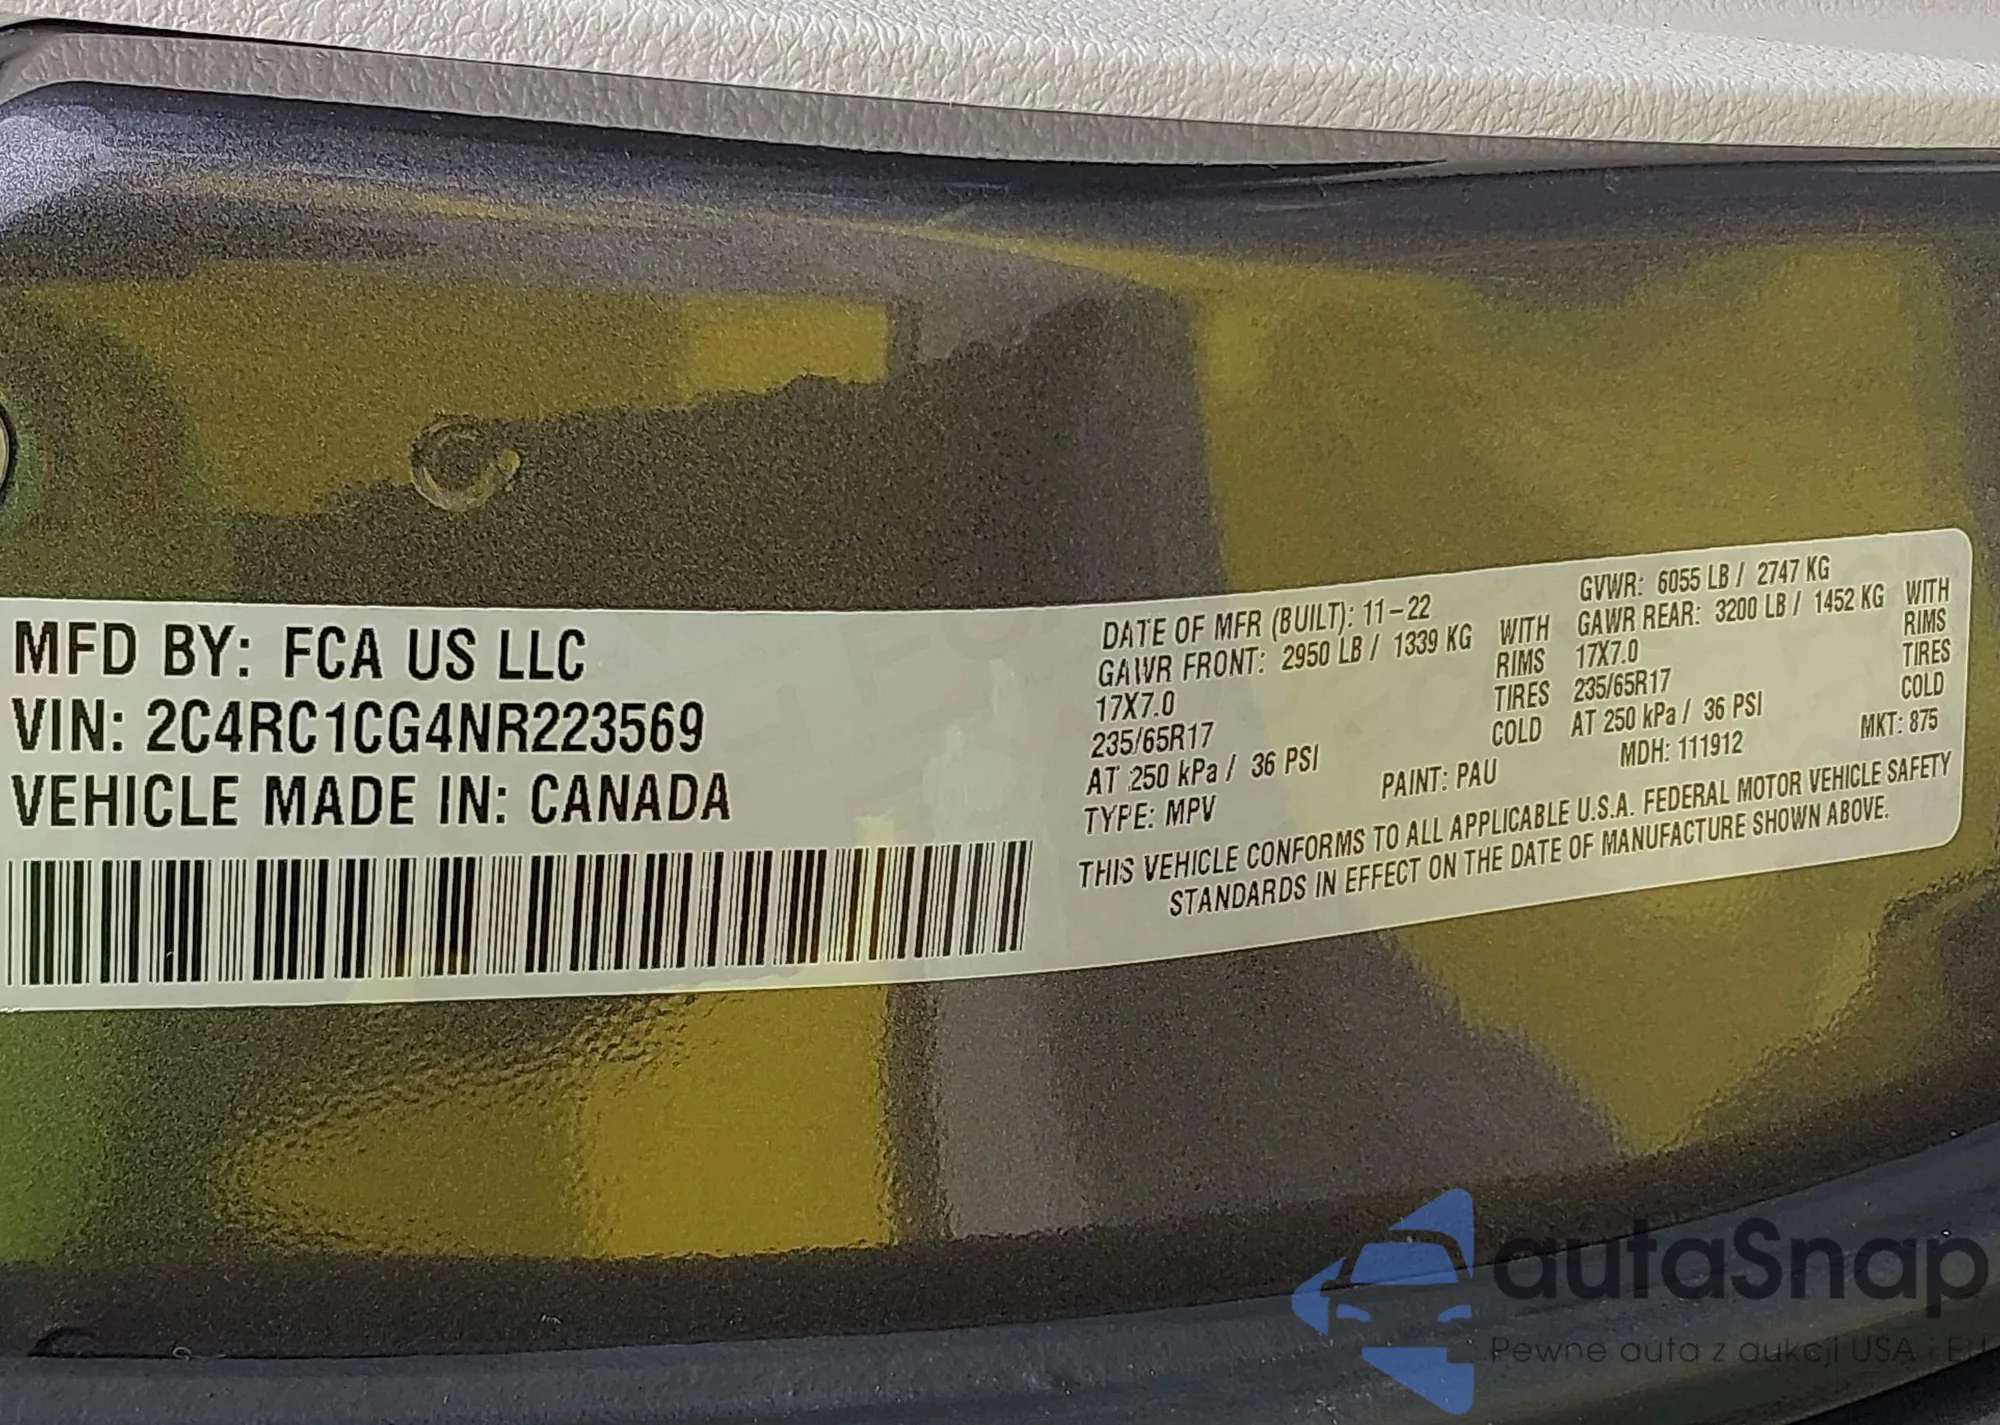 MFD BY: FCA US LLC
VIN: 2C4RC1CG4NR223569
VEHICLE MADE IN: CANADA
DATE OF MFR (BUILT): 11-22 GVWR: 6055 LB / 2747 KG
GAWR FRONT: 2950 LB / 1339 KG WITH GAWR REAR: 3200 LB / 1452 KG WITH
17X7.0 RIMS 17X7.0 RIMS
235/65R17 TIRES 235/65R17 TIRES
AT 250 kPa / 36 PSI COLD AT 250 kPa / 36 PSI COLD
TYPE: MPV PAINT: PAU MDH: 111912 MKT: 875
THIS VEHICLE CONFORMS TO ALL APPLICABLE U.S.A. FEDERAL MOTOR VEHICLE SAFETY
STANDARDS IN EFFECT ON THE DATE OF MANUFACTURE SHOWN ABOVE.
autaSnap
Pewne auta z aukcji USA i EU